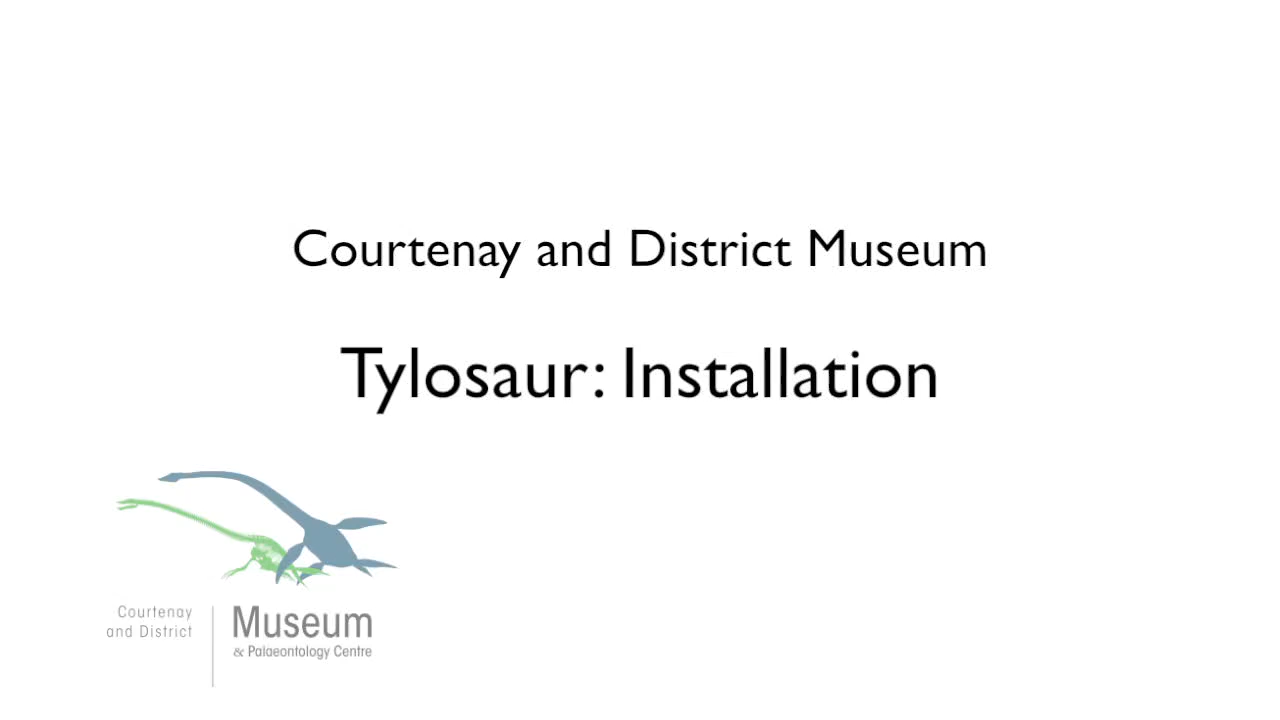 Courtenay and District Museum
Tylosaur: Installation
Courtenay
and District
Museum
& Palaeontology Centre